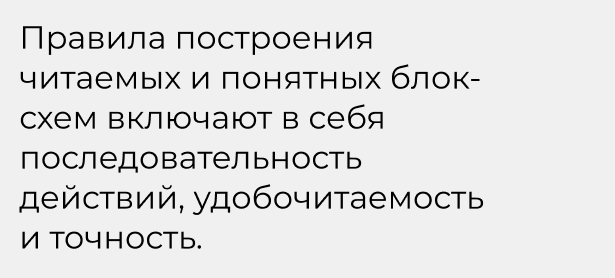 Правила построения
читаемых и понятных блок-
схем включают в себя
последовательность
действий, удобочитаемость
и точность.